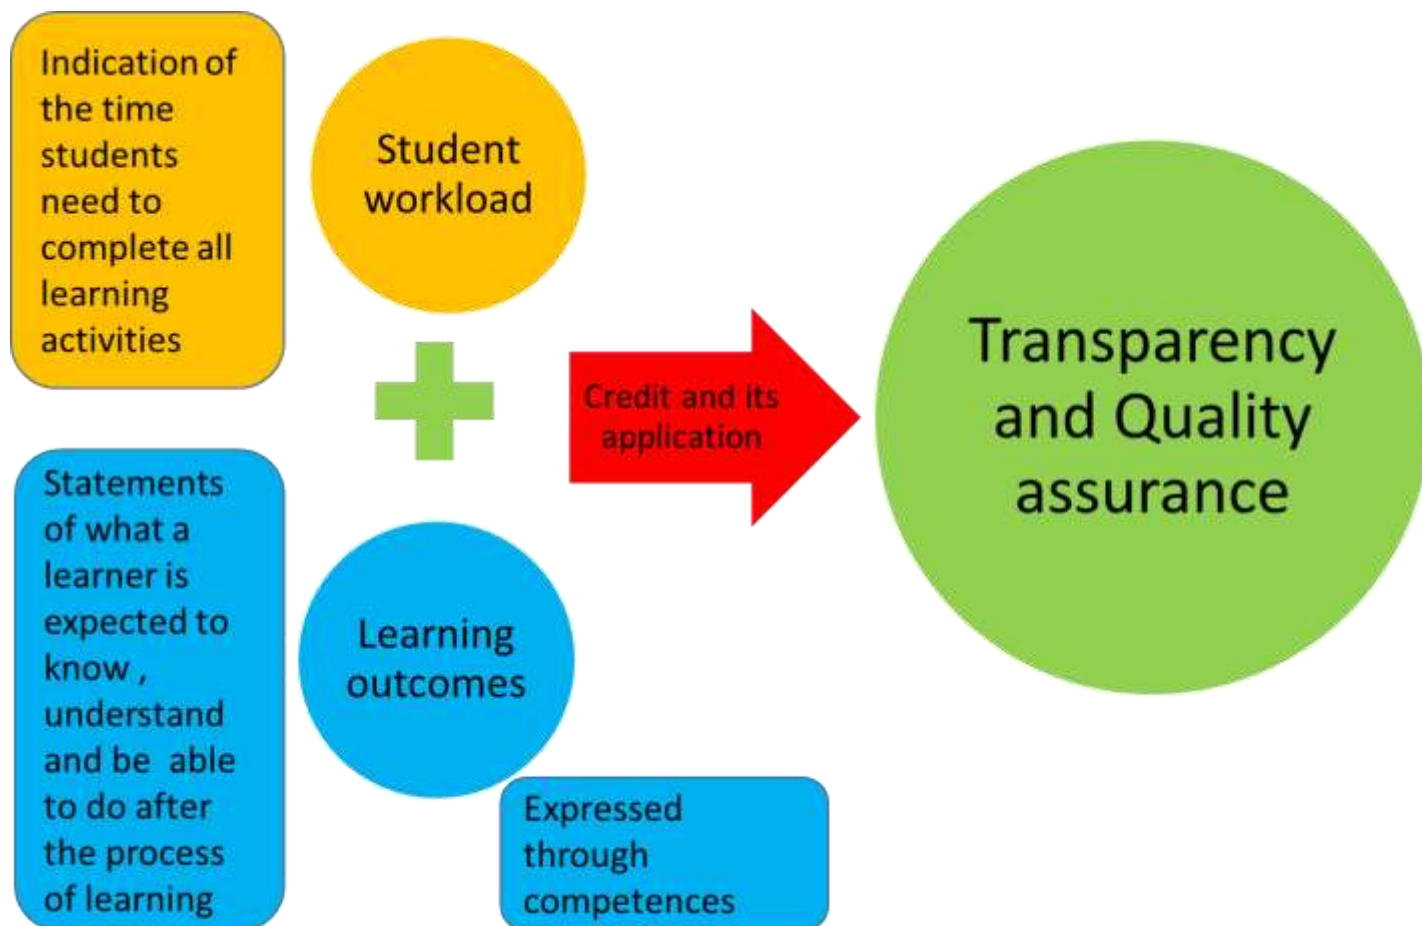 Indication of
the time
students
need to
complete all
learning
activities
Student
workload
Statements
of what a
learner is
expected to
know ,
understand
and be able
to do after
the process
of learning
Learning
outcomes
Expressed
through
competences
Credit and its
application
Transparency
and Quality
assurance